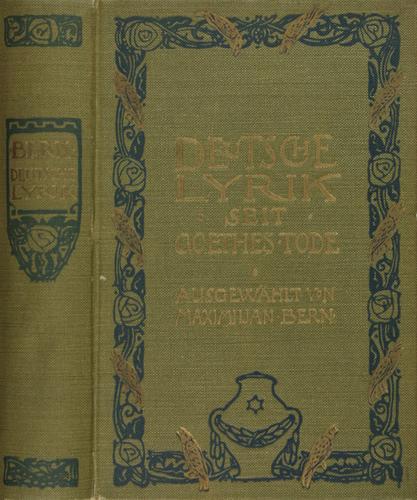 BERN
DEUTSCHE
LYRIK
DEUTSCHE
LYRIK
SEIT
GOETHES TODE
AUSGEWÄHLT VON
MAXIMILIAN BERN